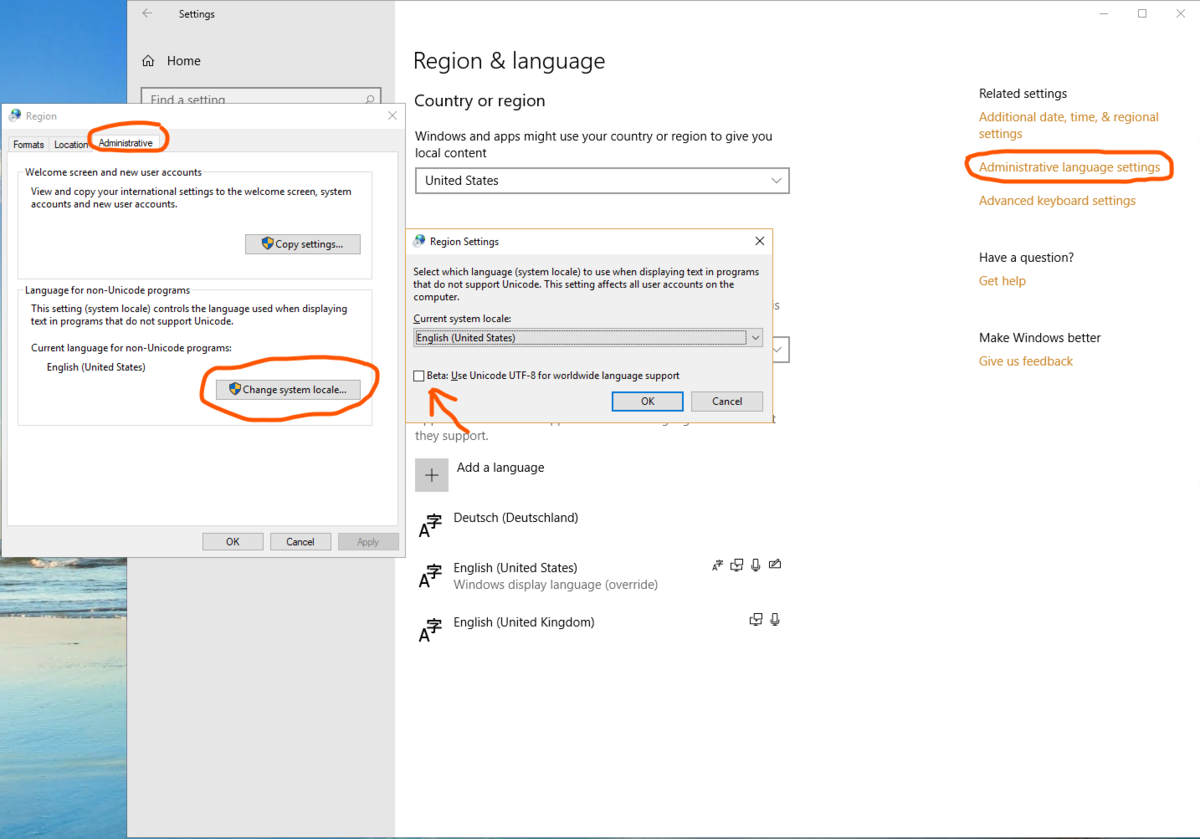 Settings
Home
Find a setting
Region & language
Country or region
Windows and apps might use your country or region to give you
local content
United States
they support.
Add a language
Deutsch (Deutschland)
English (United States)
Windows display language (override)
English (United Kingdom)
Related settings
Additional date, time, & regional
settings
Administrative language settings
Advanced keyboard settings
Have a question?
Get help
Make Windows better
Give us feedback
Region
Formats Location Administrative
Welcome screen and new user accounts
View and copy your international settings to the welcome screen, system
accounts and new user accounts.
Copy settings...
Language for non-Unicode programs
This setting (system locale) controls the language used when displaying
text in programs that do not support Unicode.
Current language for non-Unicode programs:
English (United States)
Change system locale...
OK Cancel Apply
Region Settings
Select which language (system locale) to use when displaying text in programs
that do not support Unicode. This setting affects all user accounts on the
computer.
Current system locale:
English (United States)
Beta: Use Unicode UTF-8 for worldwide language support
OK Cancel